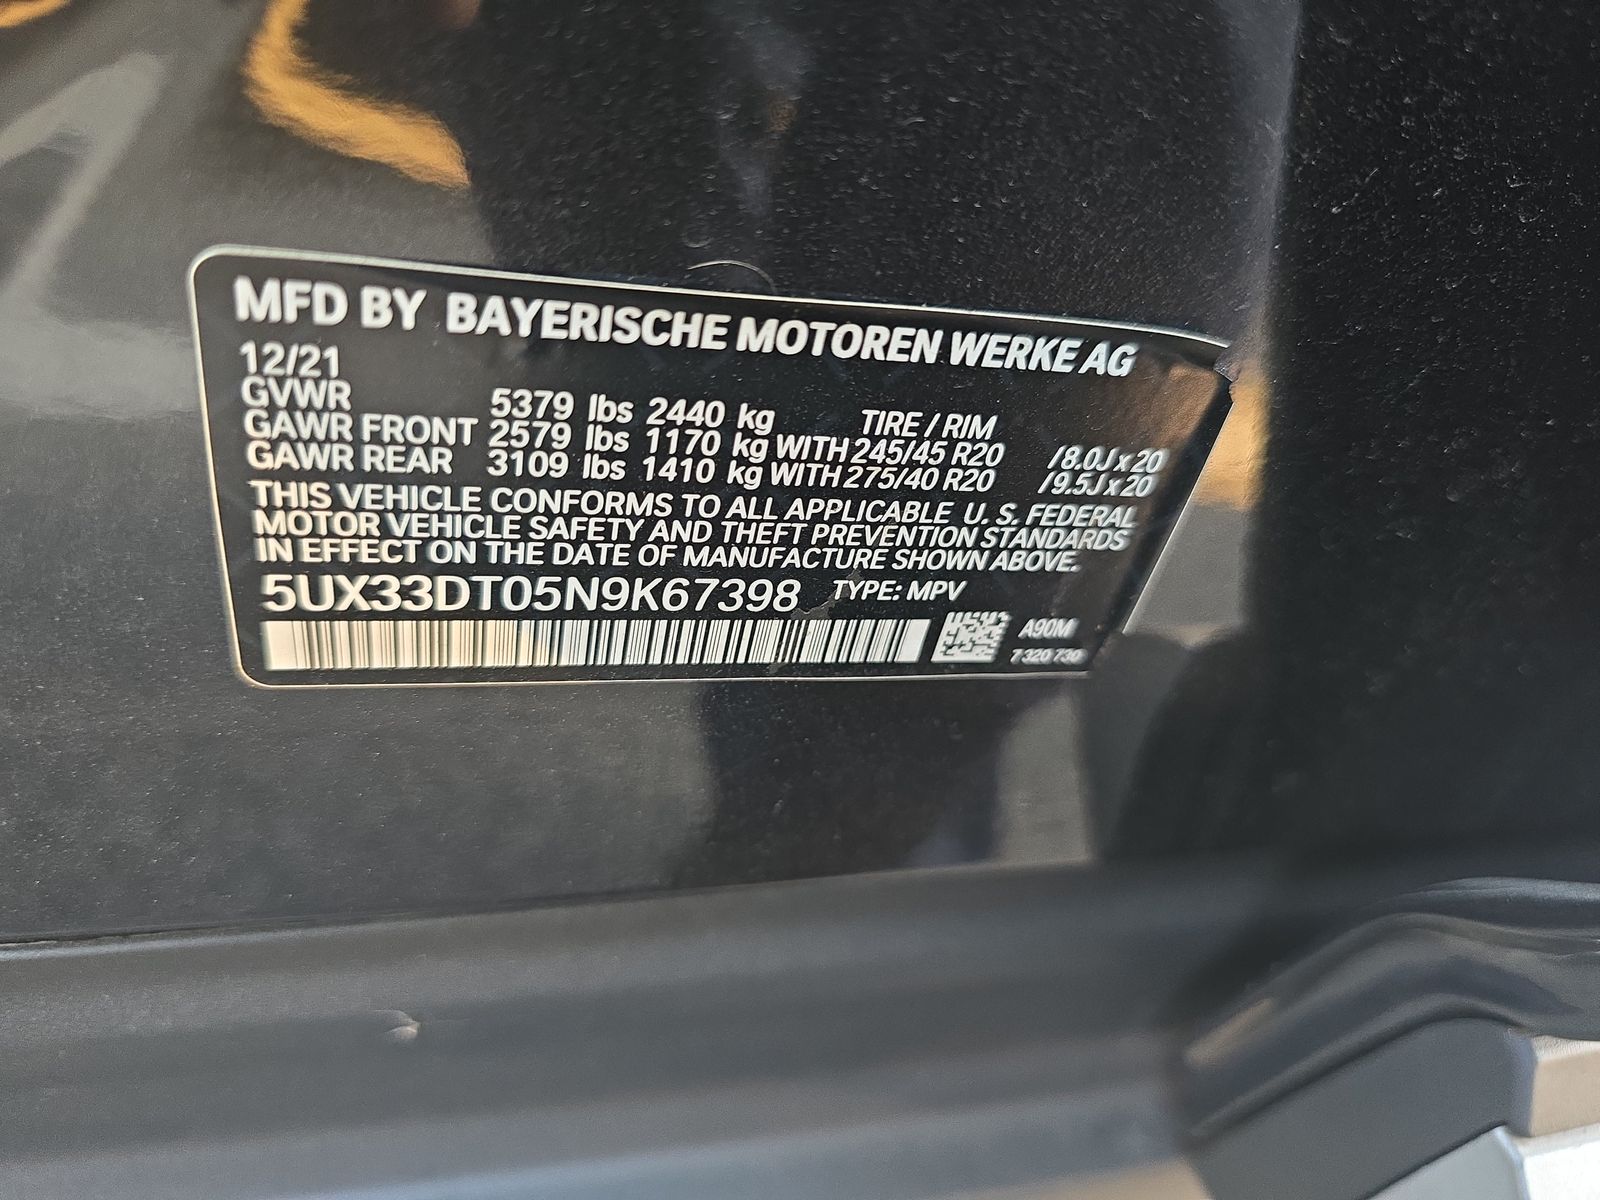 MFD BY BAYERISCHE MOTOREN WERKE AG
12/21
GVWR 5379 lbs 2440 kg TIRE / RIM
GAWR FRONT 2579 lbs 1170 kg WITH 245/45 R20 /8.0J x 20
GAWR REAR 3109 lbs 1410 kg WITH 275/40 R20 /9.5J x 20
THIS VEHICLE CONFORMS TO ALL APPLICABLE U. S. FEDERAL
MOTOR VEHICLE SAFETY AND THEFT PREVENTION STANDARDS
IN EFFECT ON THE DATE OF MANUFACTURE SHOWN ABOVE.
5UX33DT05N9K67398 TYPE: MPV
A90M
7 320 730